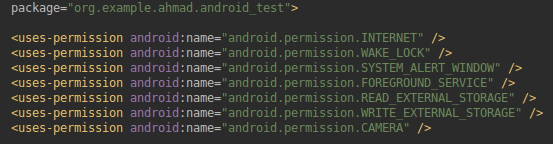 package="org.example.ahmad.android_test">
<uses-permission android:name="android.permission.INTERNET" />
<uses-permission android:name="android.permission.WAKE_LOCK" />
<uses-permission android:name="android.permission.SYSTEM_ALERT_WINDOW" />
<uses-permission android:name="android.permission.FOREGROUND_SERVICE" />
<uses-permission android:name="android.permission.READ_EXTERNAL_STORAGE" />
<uses-permission android:name="android.permission.WRITE_EXTERNAL_STORAGE" />
<uses-permission android:name="android.permission.CAMERA" />